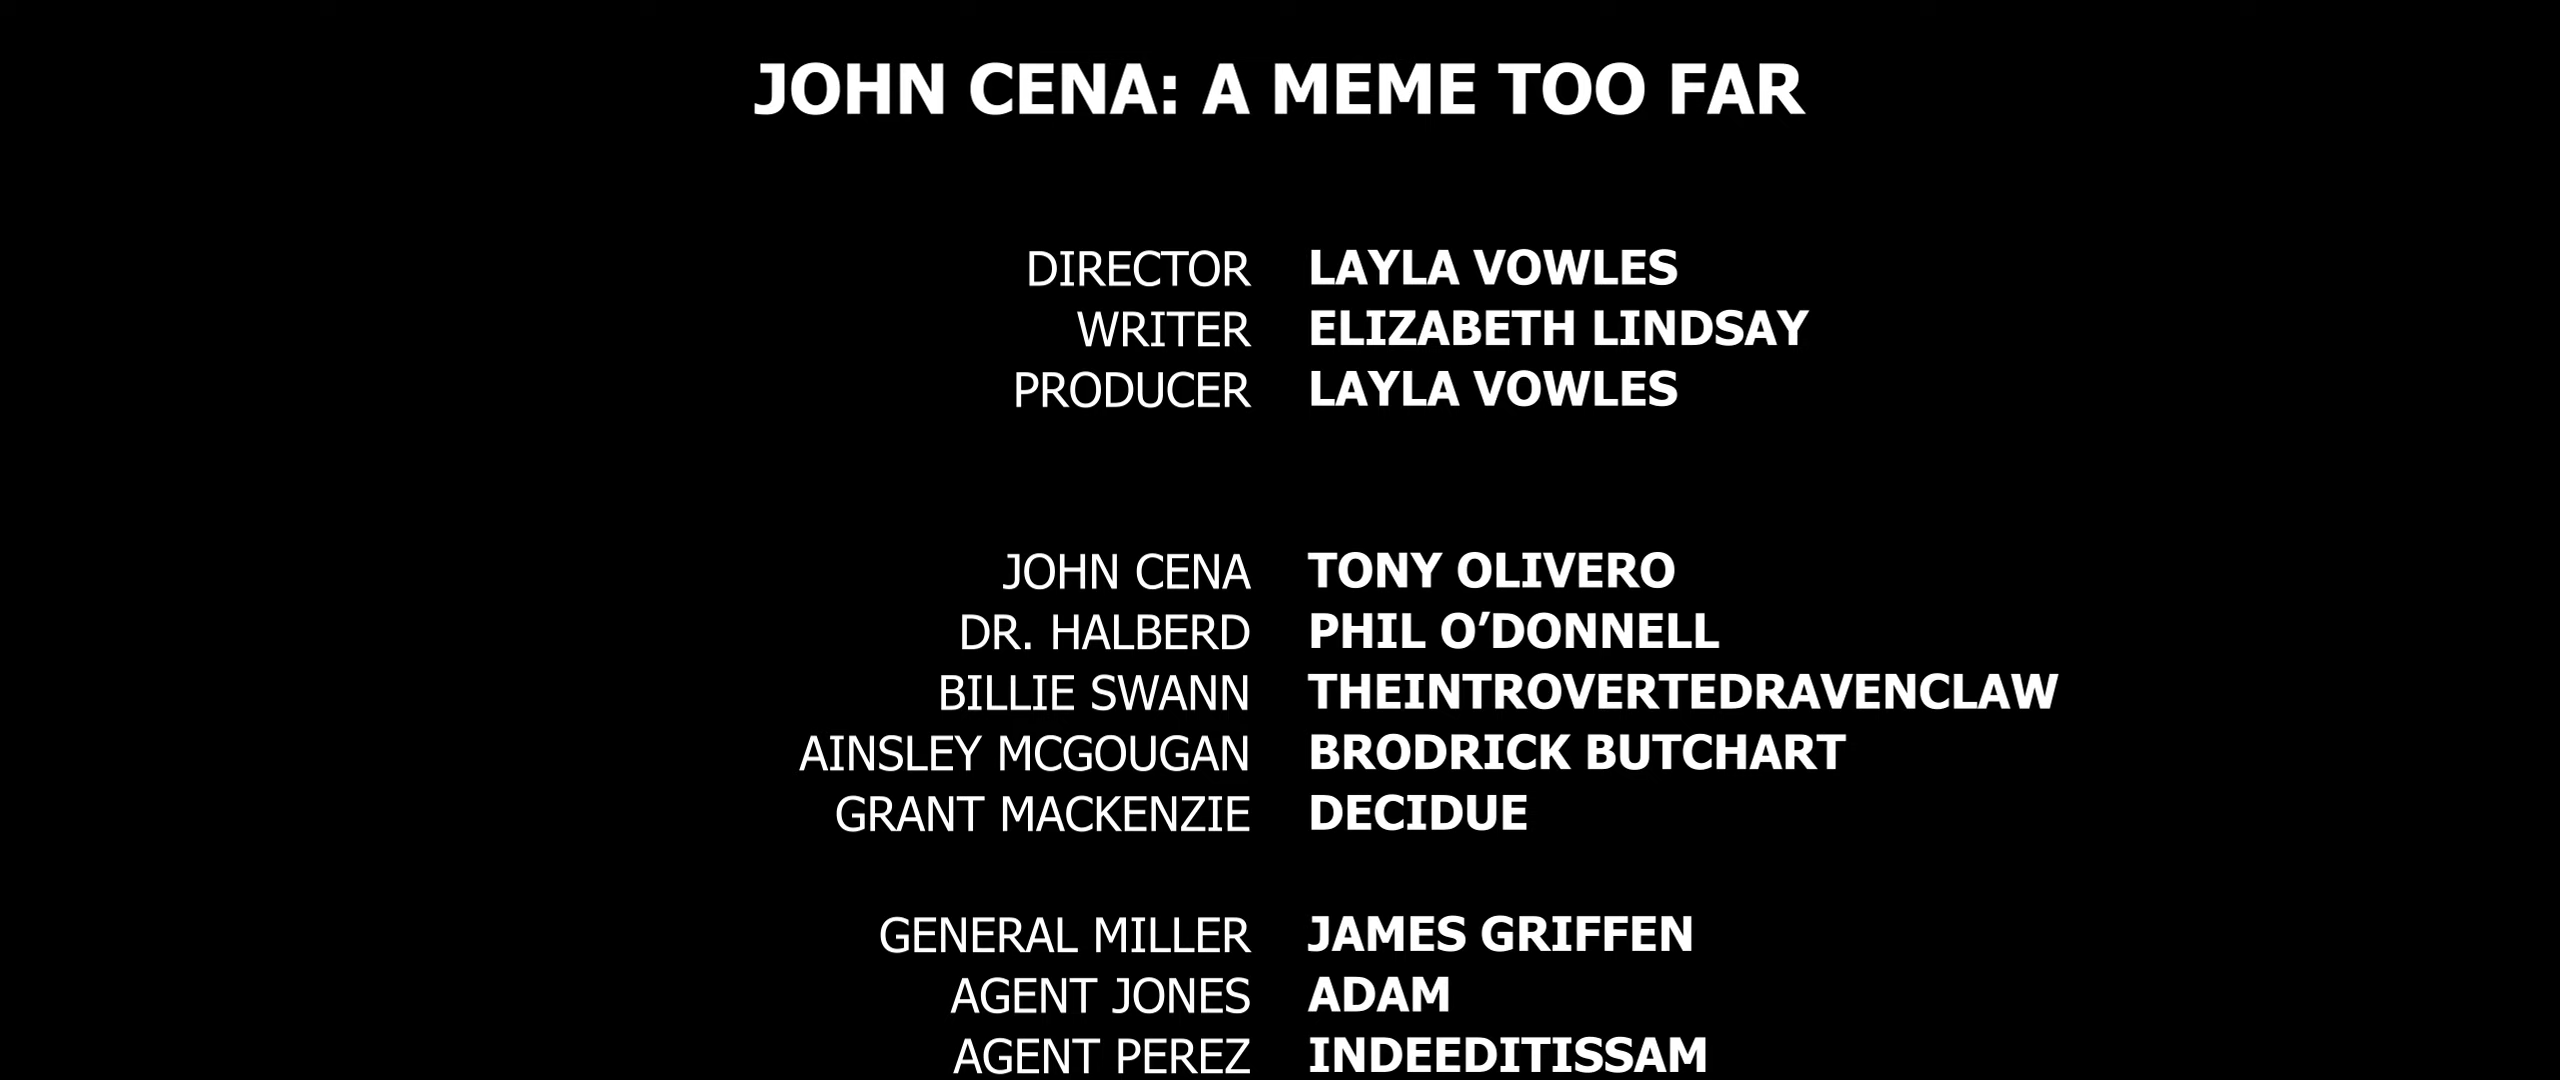 JOHN CENA: A MEME TOO FAR
DIRECTOR LAYLA VOWLES
WRITER ELIZABETH LINDSAY
PRODUCER LAYLA VOWLES
JOHN CENA TONY OLIVERO
DR. HALBERD PHIL O’DONNELL
BILLIE SWANN THEINTROVERTEDRAVENCLAW
AINSLEY MCGOUGAN BRODRICK BUTCHART
GRANT MACKENZIE DECIDUE
GENERAL MILLER JAMES GRIFFEN
AGENT JONES ADAM
AGENT PEREZ INDEEDITISSAM